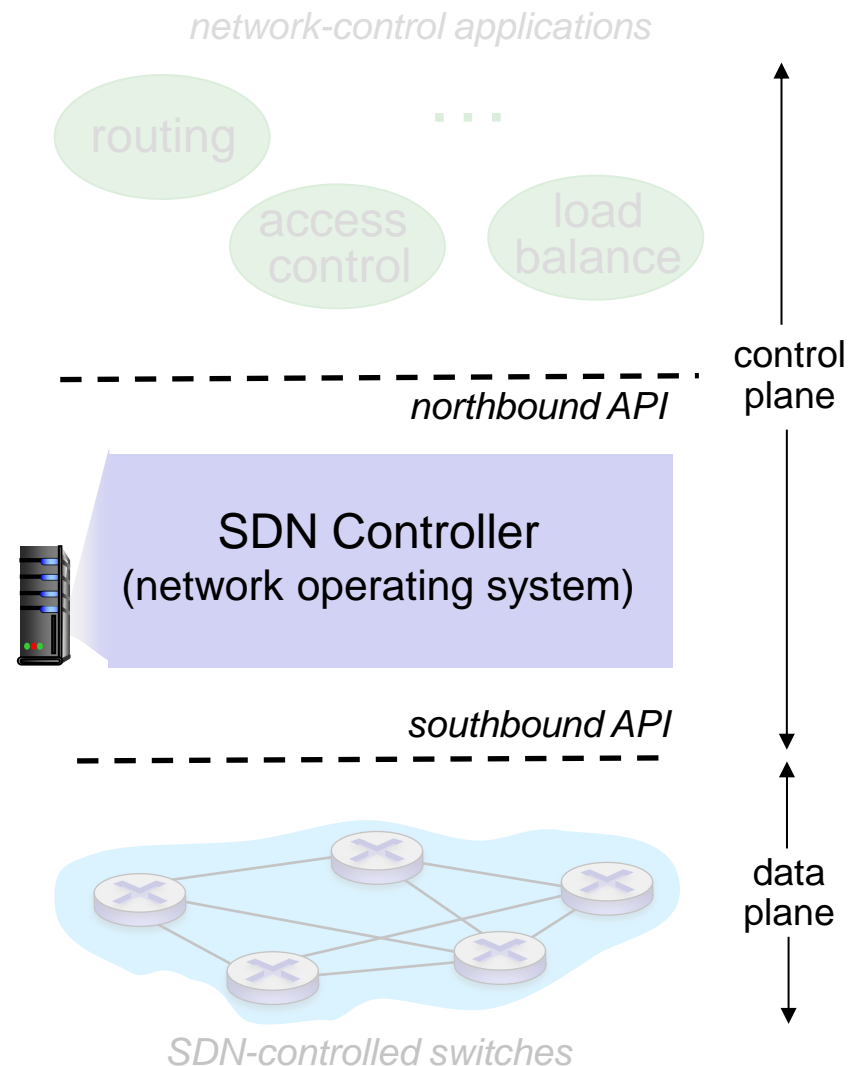 network-control applications
routing
...
access
control
load
balance
control
plane
northbound API
SDN Controller
(network operating system)
southbound API
data
plane
SDN-controlled switches